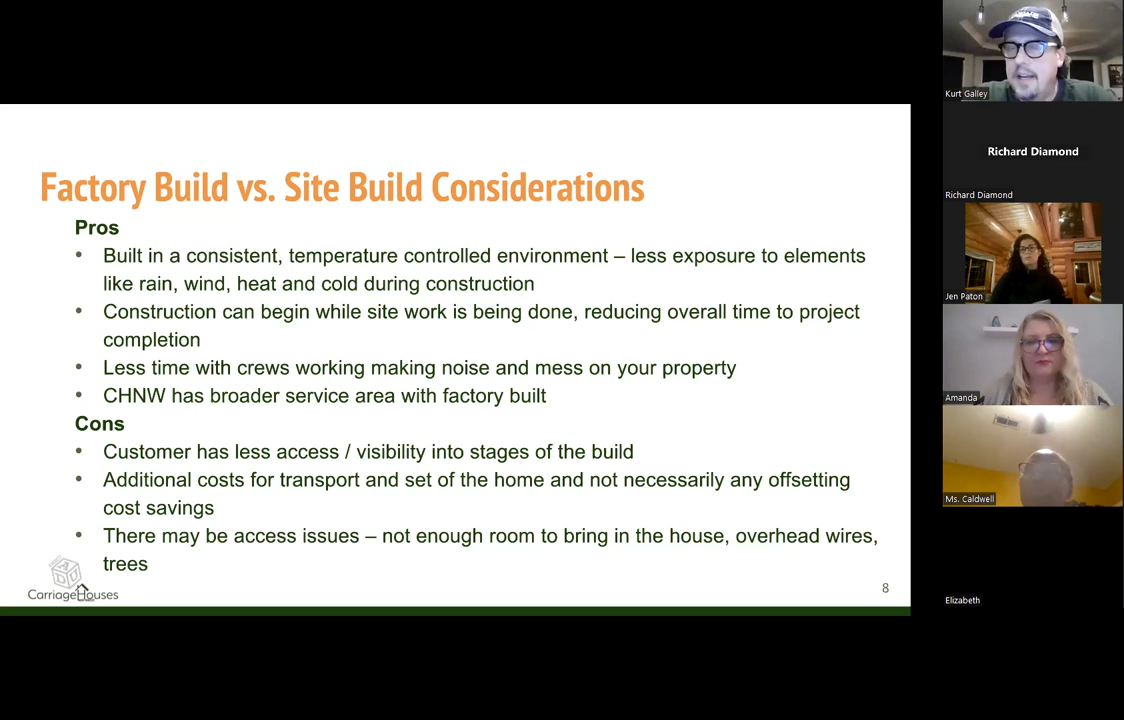 Factory Build vs. Site Build Considerations
Pros
• Built in a consistent, temperature controlled environment – less exposure to elements
like rain, wind, heat and cold during construction
• Construction can begin while site work is being done, reducing overall time to project
completion
• Less time with crews working making noise and mess on your property
• CHNW has broader service area with factory built
Cons
• Customer has less access / visibility into stages of the build
• Additional costs for transport and set of the home and not necessarily any offsetting
cost savings
• There may be access issues – not enough room to bring in the house, overhead wires,
trees
ADU
CarriageHouses
8
Kurt Galley
Richard Diamond
Richard Diamond
Jen Paton
Amanda
Ms. Caldwell
Elizabeth